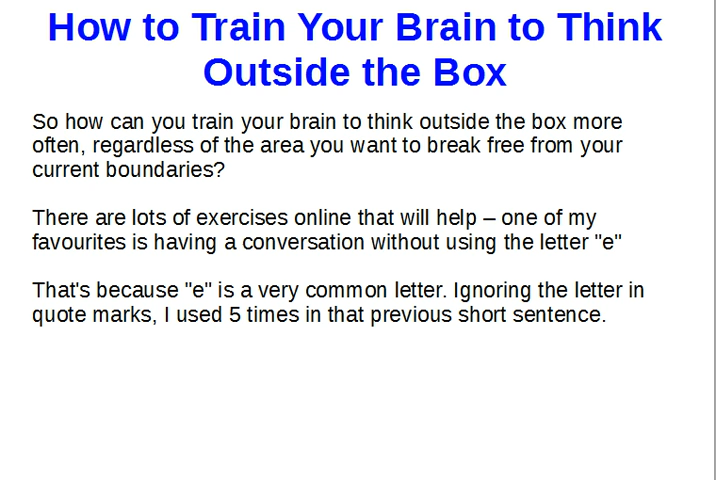 How to Train Your Brain to Think
Outside the Box
So how can you train your brain to think outside the box more
often, regardless of the area you want to break free from your
current boundaries?
There are lots of exercises online that will help – one of my
favourites is having a conversation without using the letter "e"
That's because "e" is a very common letter. Ignoring the letter in
quote marks, I used 5 times in that previous short sentence.